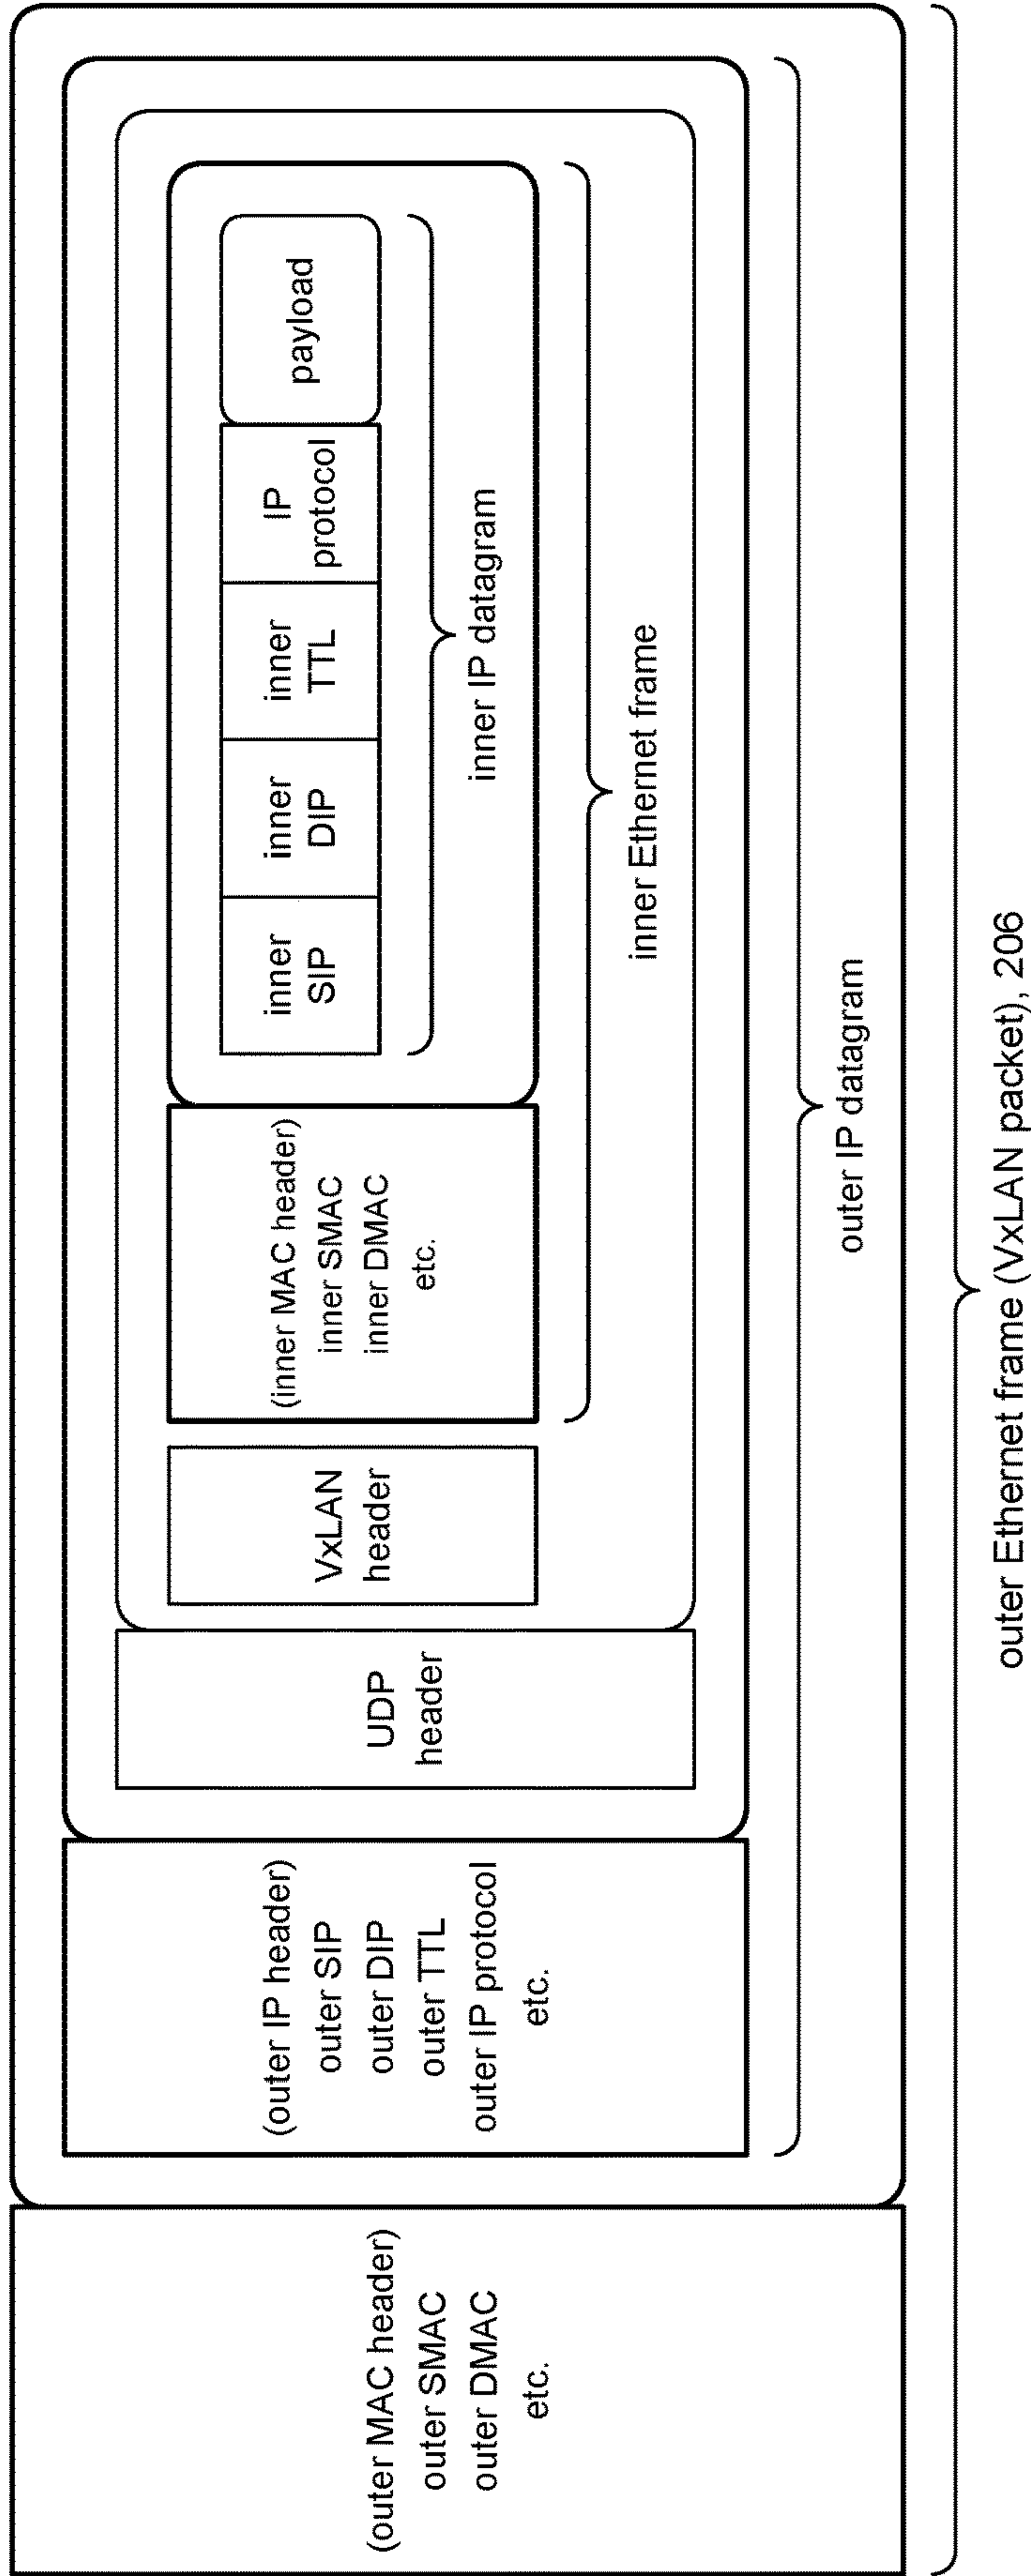 (outer MAC header)
outer SMAC
outer DMAC
etc.
(outer IP header)
outer SIP
outer DIP
outer TTL
outer IP protocol
etc.
UDP
header
VxLAN
header
(inner MAC header)
inner SMAC
inner DMAC
etc.
inner
SIP
inner
DIP
inner
TTL
IP
protocol
payload
inner IP datagram
inner Ethernet frame
outer IP datagram
outer Ethernet frame (VxLAN packet), 206